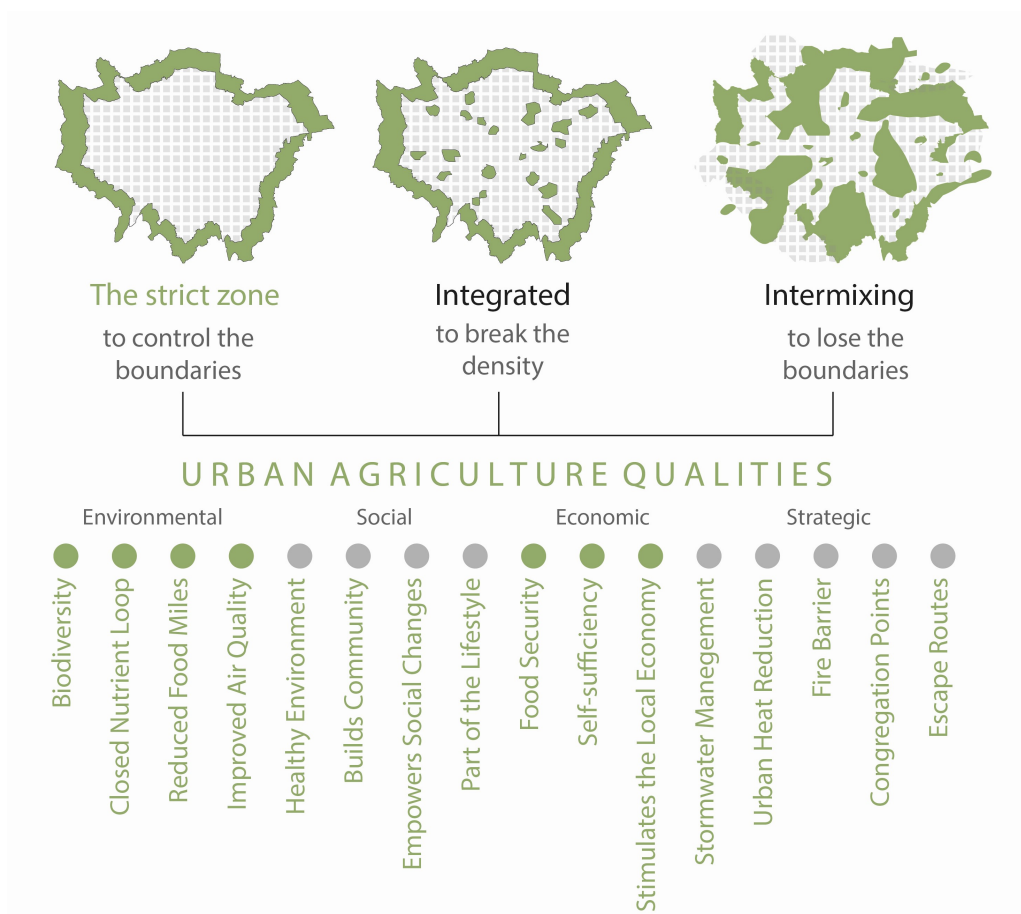 The strict zone
to control the
boundaries
Integrated
to break the
density
Intermixing
to lose the
boundaries
URBAN AGRICULTURE QUALITIES
Environmental
Social
Economic
Strategic
Biodiversity
Closed Nutrient Loop
Reduced Food Miles
Improved Air Quality
Healthy Environment
Builds Community
Empowers Social Changes
Part of the Lifestyle
Food Security
Self-sufficiency
Stimulates the Local Economy
Stormwater Manegement
Urban Heat Reduction
Fire Barrier
Congregation Points
Escape Routes